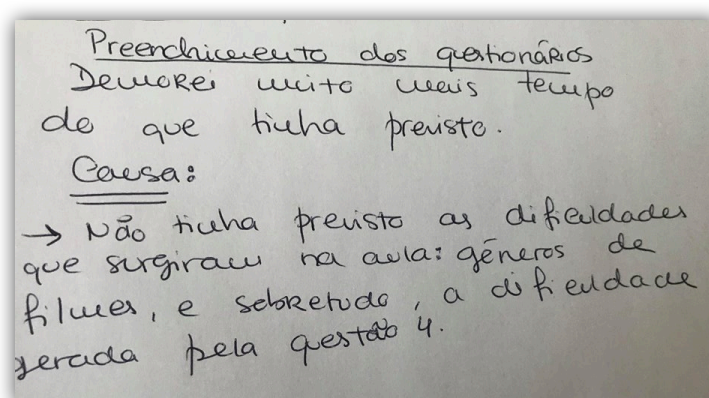 Preenchimento dos questionários
Demorei muito mais tempo
do que tinha previsto.
Causa:
→ Não tinha previsto as dificuldades
que surgiram na aula: géneros de
filmes, e sobretudo, a dificuldade
gerada pela questão 4.